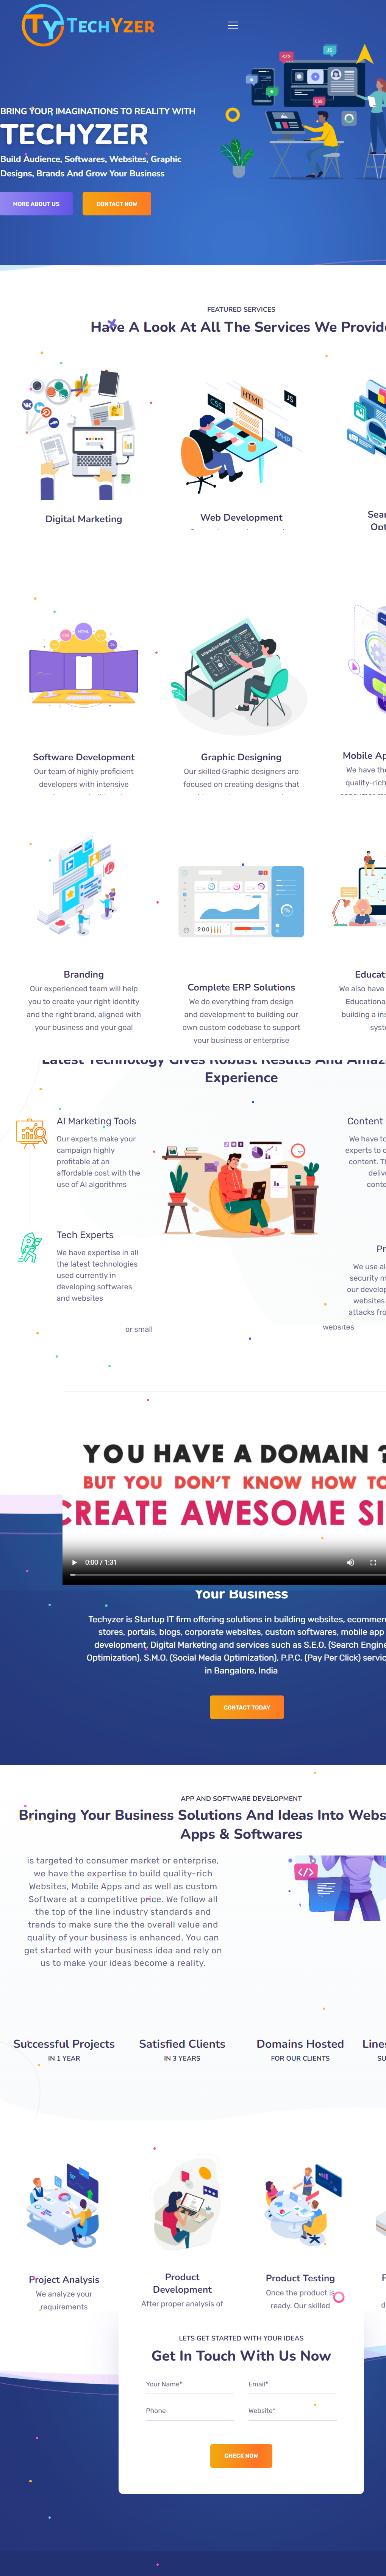 TECHYZER
BRING YOUR IMAGINATIONS TO REALITY WITH
TECHYZER
Build Audience, Softwares, Websites, Graphic
Designs, Brands And Grow Your Business
MORE ABOUT US
CONTACT NOW
FEATURED SERVICES
Have A Look At All The Services We Provide
Digital Marketing
CSS
HTML
JS
PHP
Web Development
Software Development
Our team of highly proficient
developers with intensive
Graphic Designing
Our skilled Graphic designers are
focused on creating designs that
Mobile Ap
We have the
quality-rich
Branding
Our experienced team will help
you to create your right identity
and the right brand, aligned with
your business and your goal
Complete ERP Solutions
We do everything from design
and development to building our
own custom codebase to support
your business or enterprise
Educati
We also have
Educationa
building a ins
syste
Latest Technology Gives Robust Results And Amaz
Experience
AI Marketing Tools
Our experts make your
campaign highly
profitable at an
affordable cost with the
use of AI algorithms
Content
We have to
experts to c
content. Th
deliv
conte
Tech Experts
We have expertise in all
the latest technologies
used currently in
developing softwares
and websites
Pr
We use al
security m
our develop
websites
attacks fro
or small
websites
YOU HAVE A DOMAIN ?
BUT YOU DON'T KNOW HOW TO
CREATE AWESOME SI
0:00 / 1:31
Your Business
Techyzer is Startup IT firm offering solutions in building websites, ecommer
stores, portals, blogs, corporate websites, custom softwares, mobile app
development, Digital Marketing and services such as S.E.O. (Search Engine
Optimization), S.M.O. (Social Media Optimization), P.P.C. (Pay Per Click) servic
in Bangalore, India
CONTACT TODAY
APP AND SOFTWARE DEVELOPMENT
Bringing Your Business Solutions And Ideas Into Webs
Apps & Softwares
is targeted to consumer market or enterprise,
we have the expertise to build quality-rich
Websites, Mobile Apps and as well as custom
Software at a competitive price. We follow all
the top of the line industry standards and
trends to make sure the the overall value and
quality of your business is enhanced. You can
get started with your business idea and rely on
us to make your ideas become a reality.
Successful Projects
IN 1 YEAR
Satisfied Clients
IN 3 YEARS
Domains Hosted
FOR OUR CLIENTS
Lines
SU
Project Analysis
We analyze your
requirements
Product
Development
After proper analysis of
Product Testing
Once the product is
ready. Our skilled
LETS GET STARTED WITH YOUR IDEAS
Get In Touch With Us Now
Your Name*
Email*
Phone
Website*
CHECK NOW